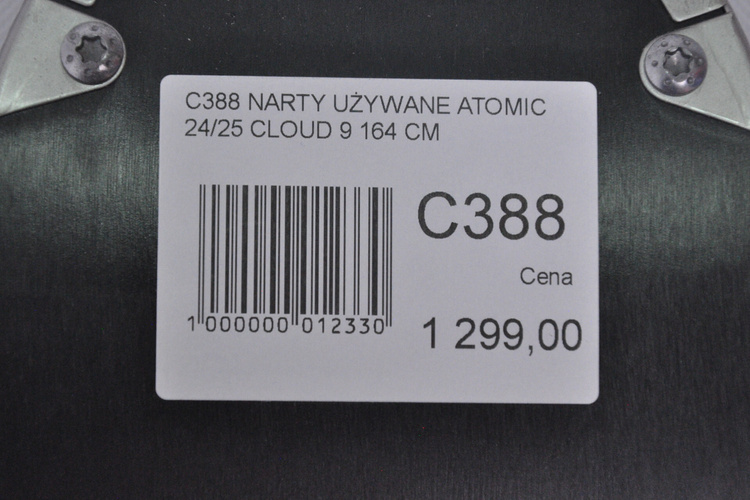 C388 NARTY UŻYWANE ATOMIC
24/25 CLOUD 9 164 CM
C388
Cena
1 299,00
1 000000 012330